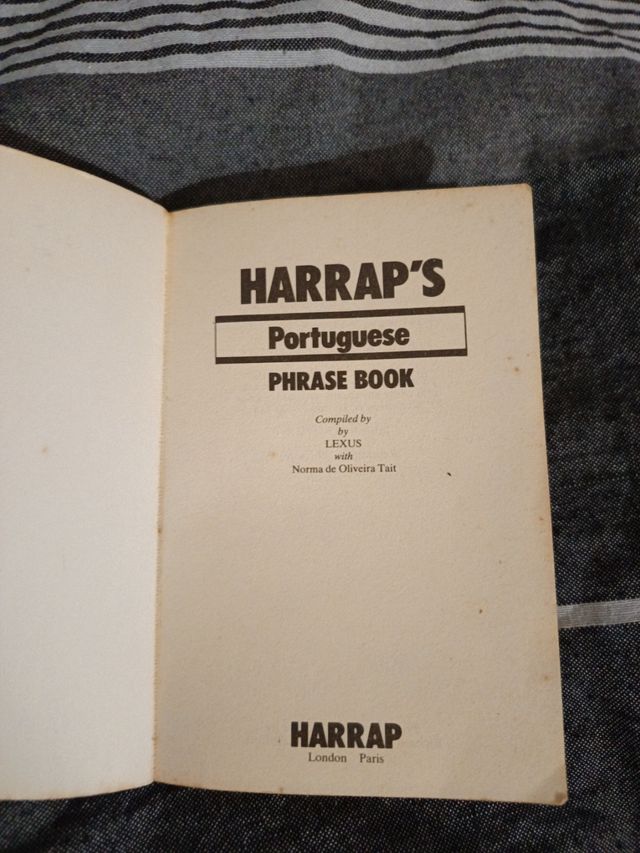 HARRAP'S
Portuguese
PHRASE BOOK
Compiled by
by
LEXUS
with
Norma de Oliveira Tait
HARRAP
London Paris